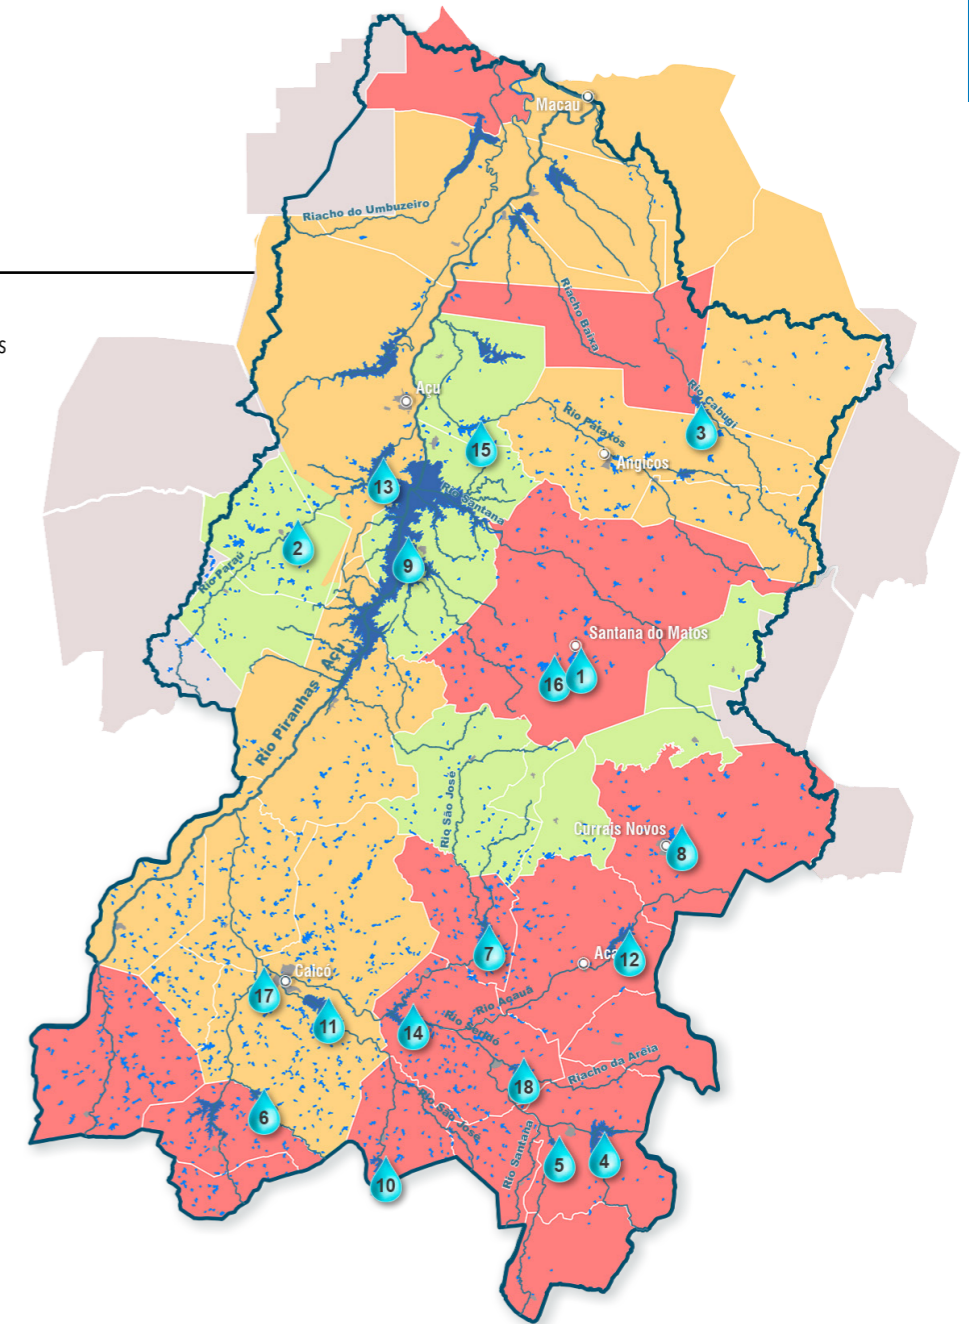 Macau
Riacho do Umbuzeiro
Riacho Baixa
s
Açu
Rio Cabugi
Rio Pataxós
3
15
Angicos
13
Rio Santana
2
9
Rio Paraú
Santana do Matos
16
1
Rio Piranhas Açu
Rio São José
Currais Novos
8
7
Aca
12
Caicó
17
Rio Acauã
11
14
Rio Seridó
Riacho da Areia
18
6
Rio São José
Rio Santana
5
4
10